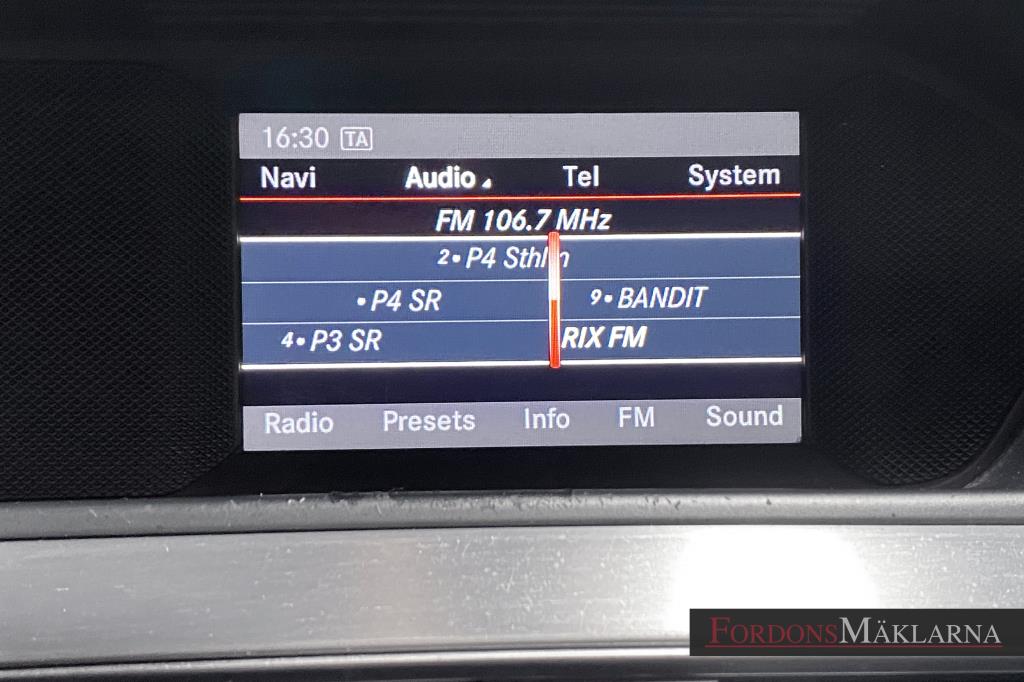 16:30 TA
Navi Audio Tel System
FM 106.7 MHz
2• P4 Sthlm
• P4 SR 9• BANDIT
4• P3 SR RIX FM
Radio Presets Info FM Sound
FORDONSMÄKLARNA